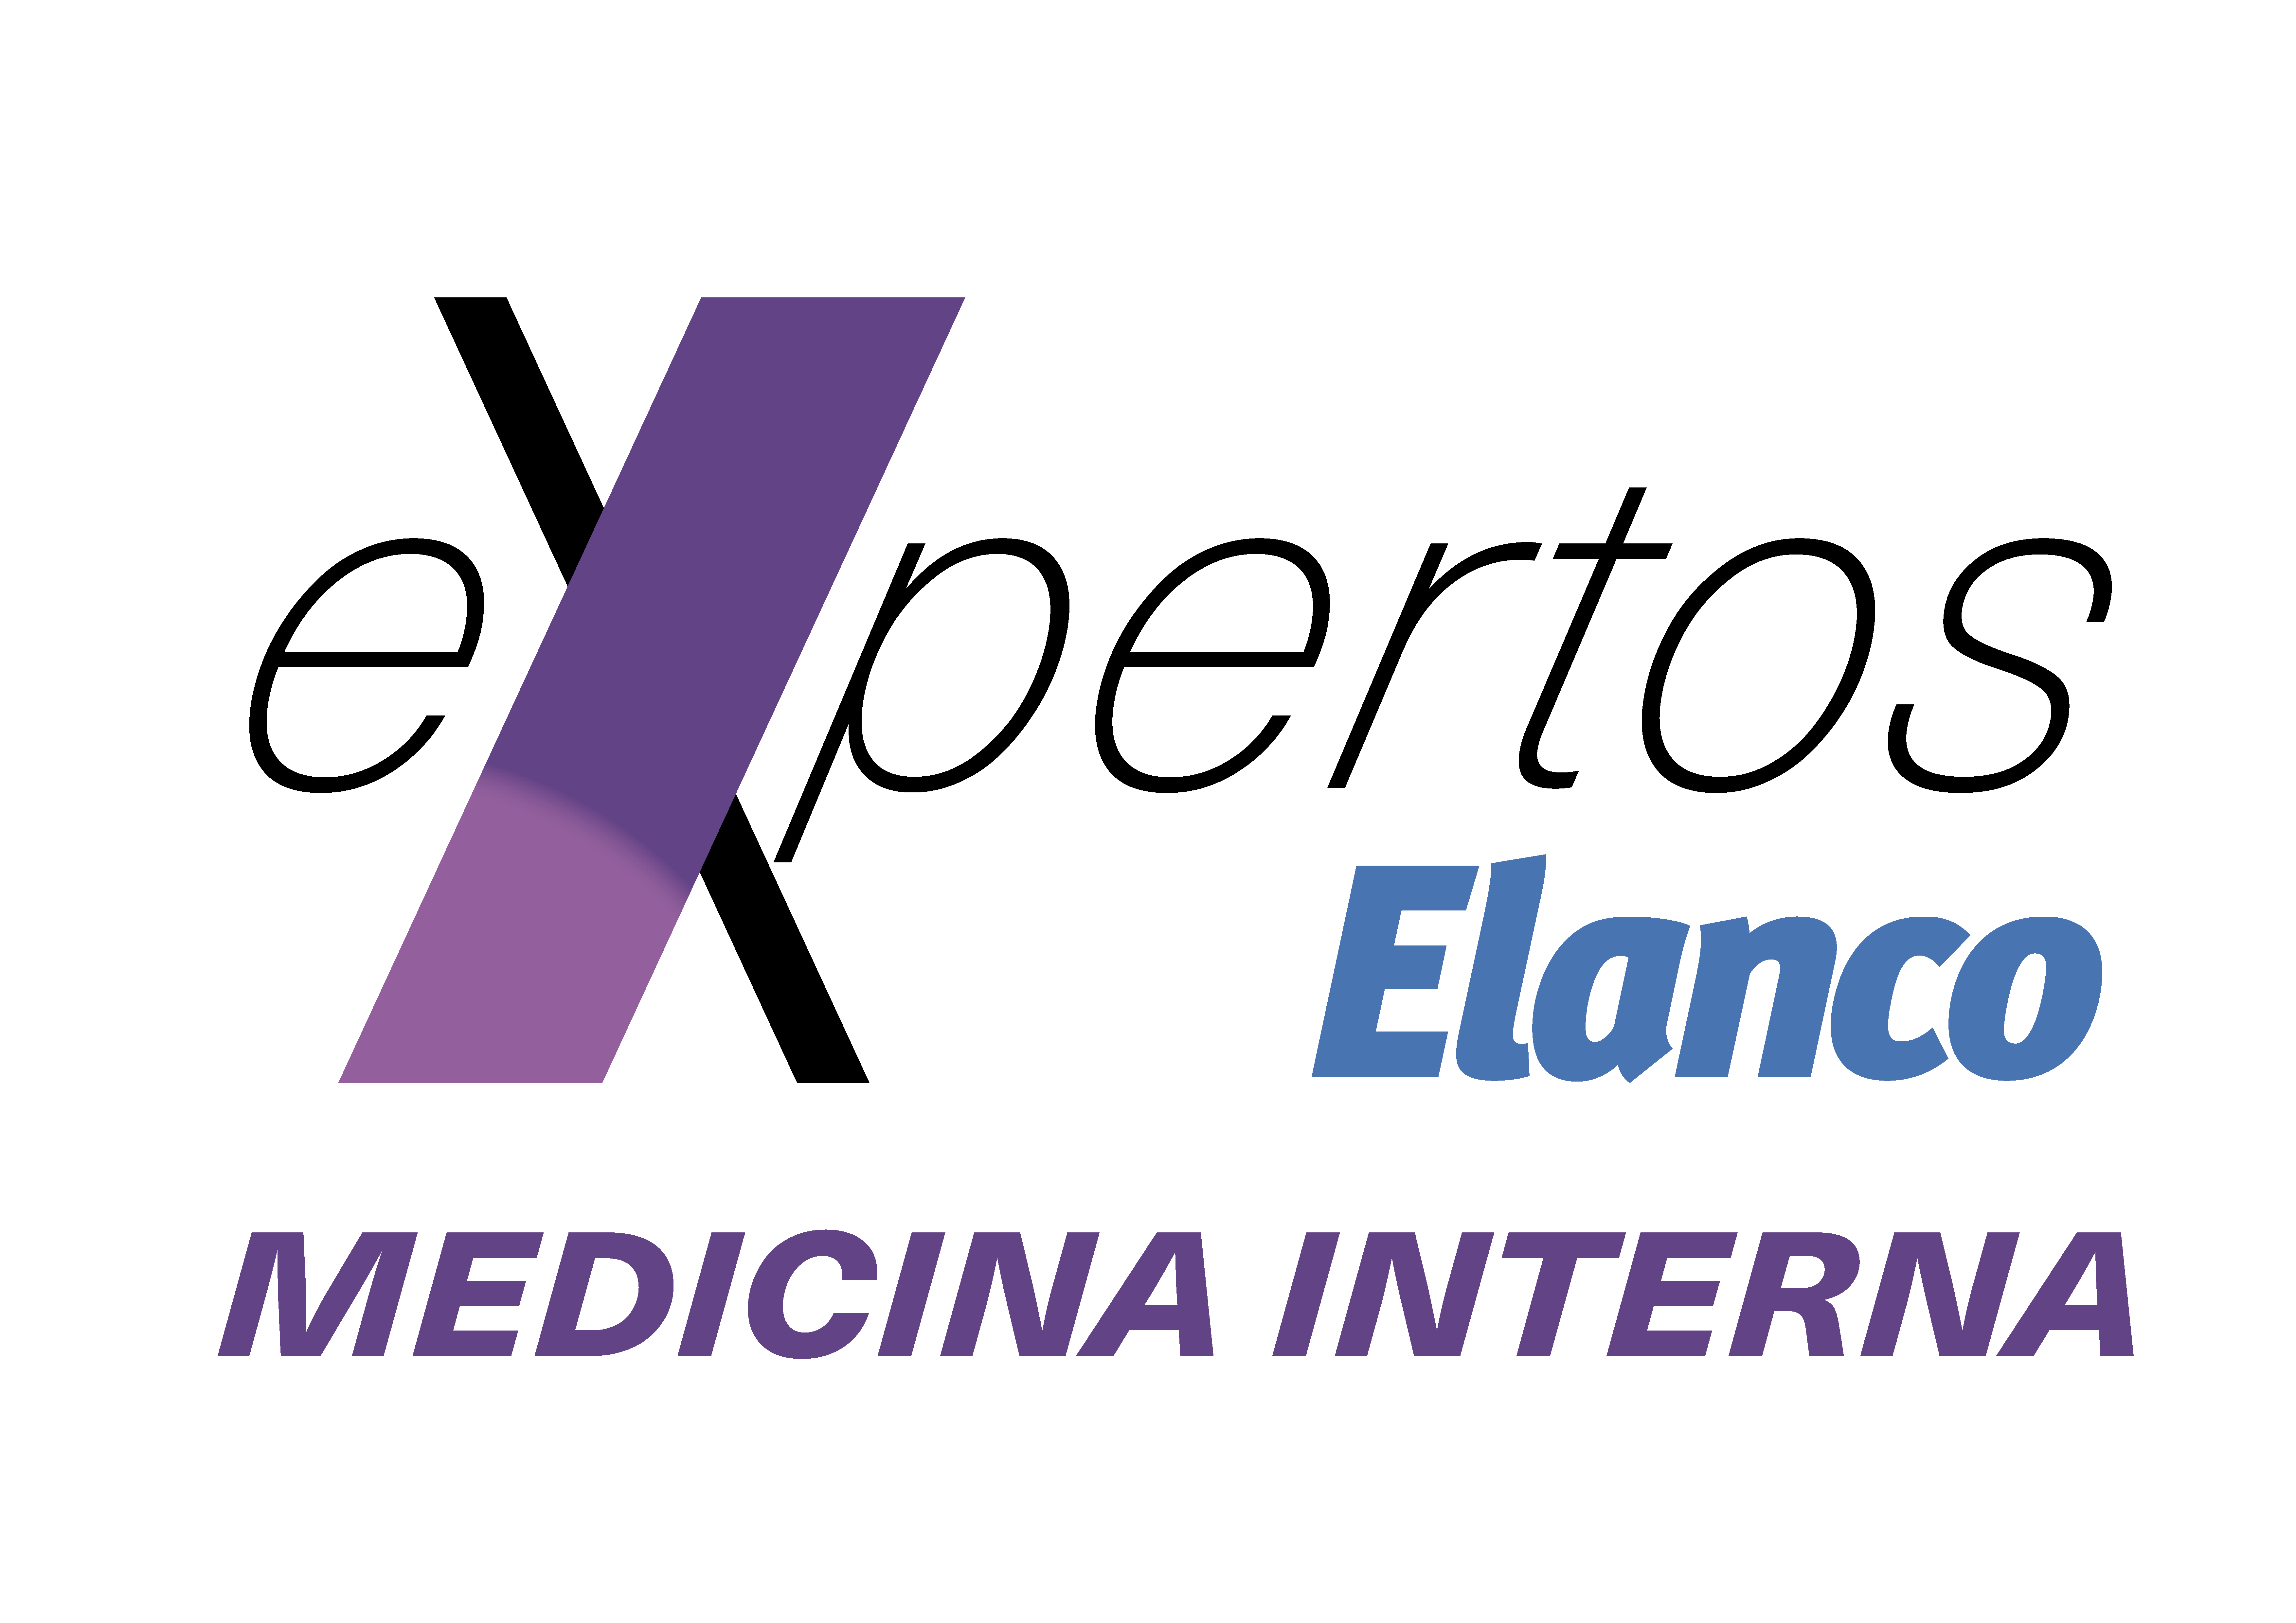 eXpertos
Elanco
MEDICINA INTERNA